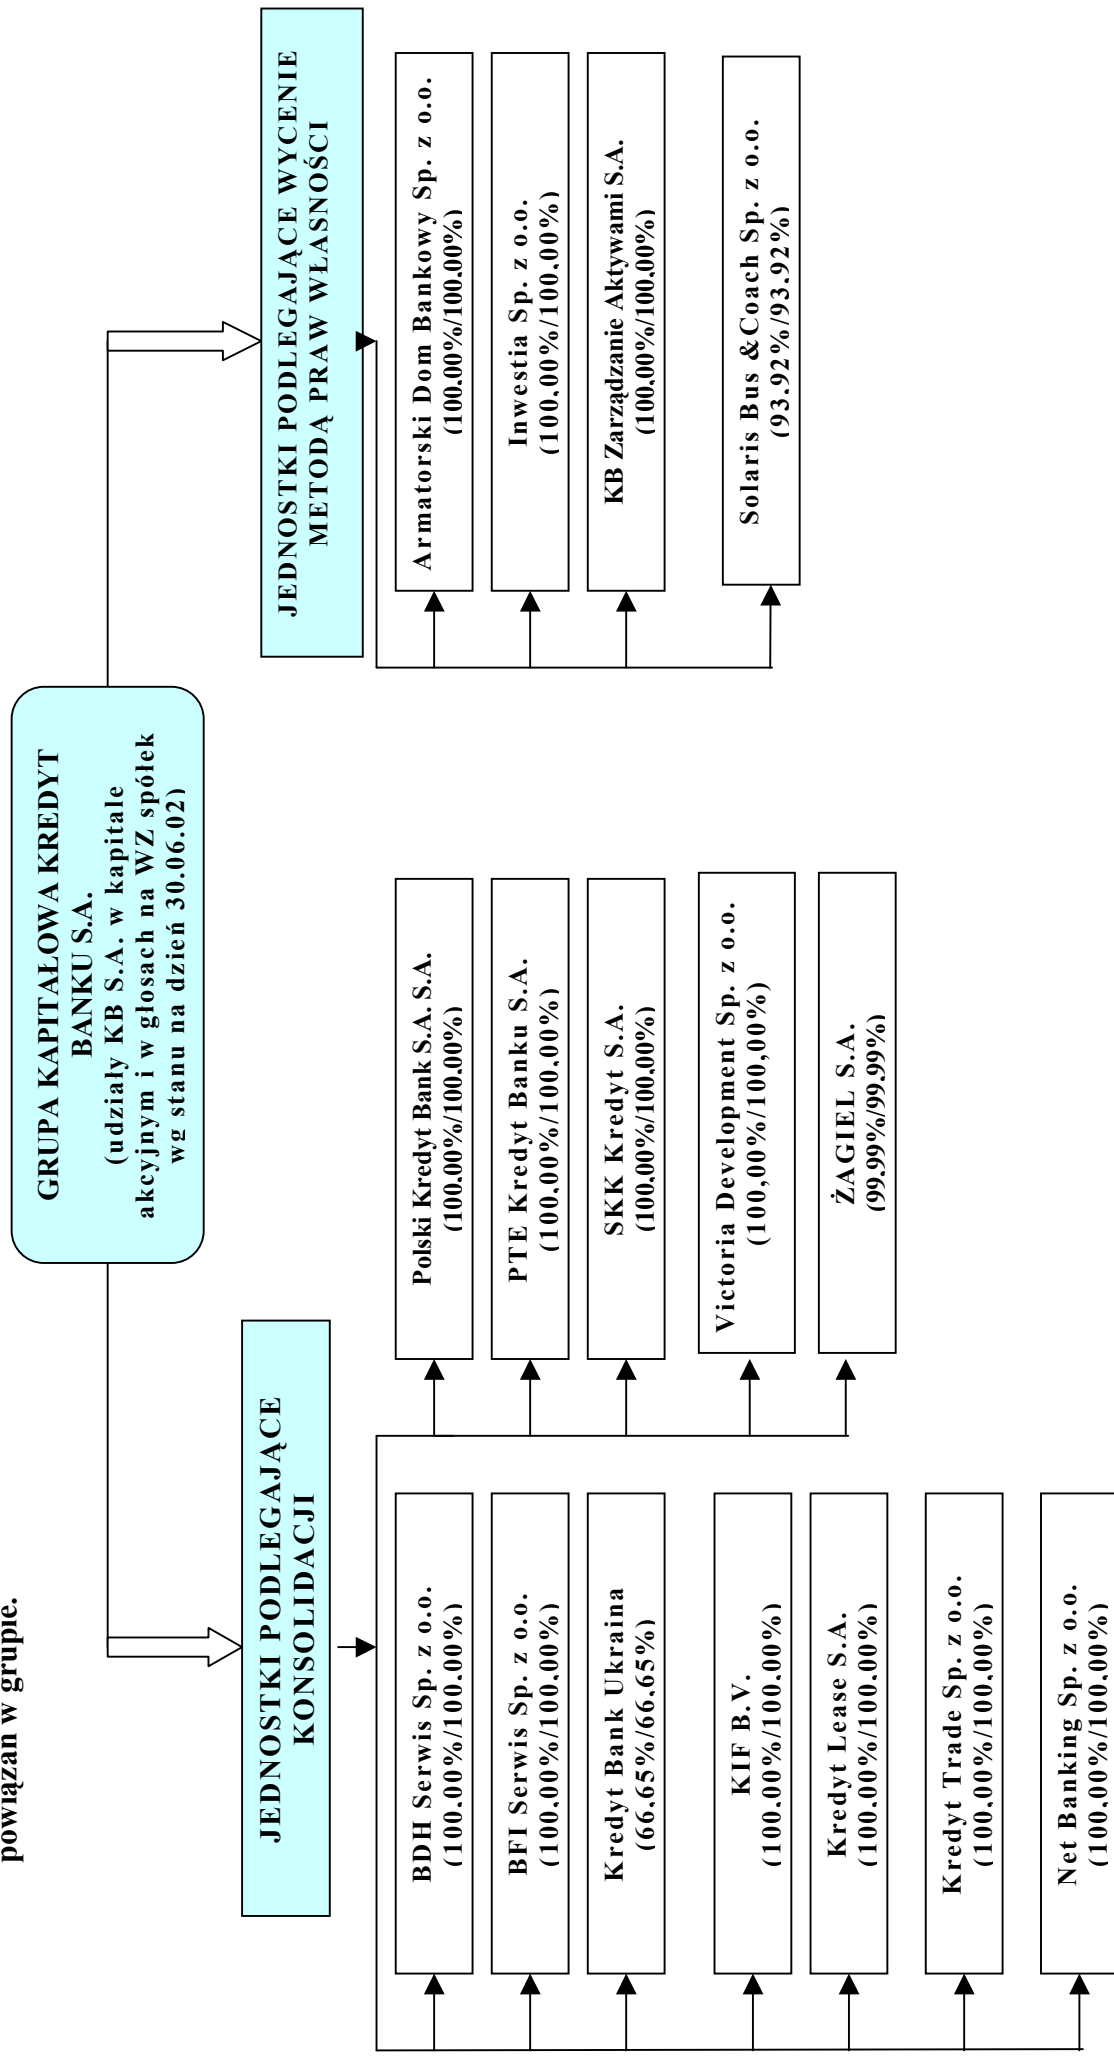 powiązan w grupie.
GRUPA KAPITAŁOWA KREDYT
BANKU S.A.
(udziały KB S.A. w kapitale
akcyjnym i w głosach na WZ spółek
wg stanu na dzień 30.06.02)
JEDNOSTKI PODLEGAJĄCE
KONSOLIDACJI
BDH Serwis Sp. z o.o.
(100.00%/100.00%)
BFI Serwis Sp. z o.o.
(100.00%/100.00%)
Kredyt Bank Ukraina
(66.65%/66.65%)
KIF B.V.
(100.00%/100.00%)
Kredyt Lease S.A.
(100.00%/100.00%)
Kredyt Trade Sp. z o.o.
(100.00%/100.00%)
Net Banking Sp. z o.o.
(100.00%/100.00%)
Polski Kredyt Bank S.A. S.A.
(100.00%/100.00%)
PTE Kredyt Banku S.A.
(100.00%/100.00%)
SKK Kredyt S.A.
(100.00%/100.00%)
Victoria Development Sp. z o.o.
(100,00%/100,00%)
ŻAGIEL S.A.
(99.99%/99.99%)
JEDNOSTKI PODLEGAJĄCE WYCENIE
METODĄ PRAW WŁASNOŚCI
Armatorski Dom Bankowy Sp. z o.o.
(100.00%/100.00%)
Inwestia Sp. z o.o.
(100.00%/100.00%)
KB Zarządzanie Aktywami S.A.
(100.00%/100.00%)
Solaris Bus &Coach Sp. z o.o.
(93.92%/93.92%)